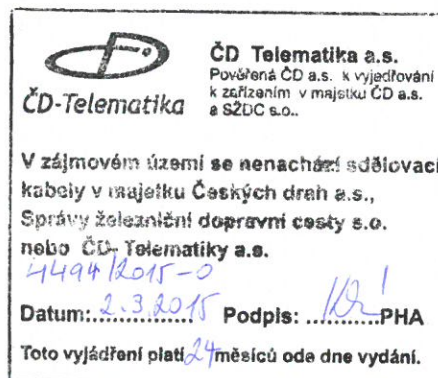 ČD-Telematika
ČD Telematika a.s.
Pověřená ČD a.s. k vyjadřování
k zařízením v majetku ČD a.s.
a SŽDC s.o..
V zájmovém území se nenachází sdělovací
kabely v majetku Českých drah a.s.,
Správy železniční dopravní cesty s.o.
nebo ČD- Telematiky a.s.
4494/2015-O
Datum:2.3.2015 Podpis: ...........PHA
Toto vyjádření platí 24 měsíců ode dne vydání.